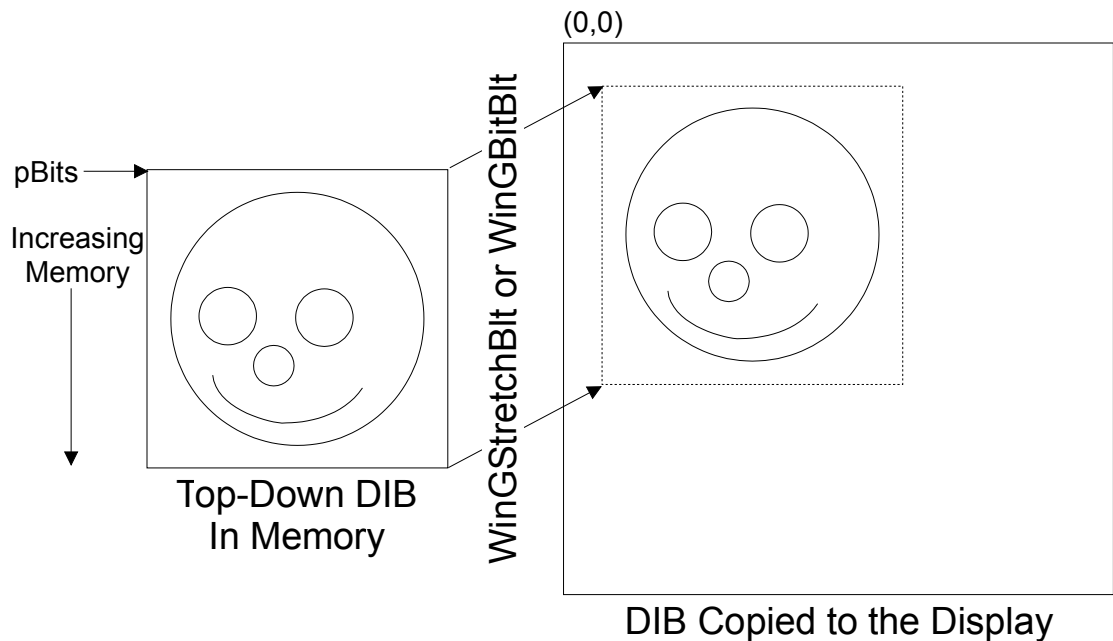 (0,0)
pBits
Increasing
Memory
WinGStretchBlt or WinGBitBlt
Top-Down DIB
In Memory
DIB Copied to the Display